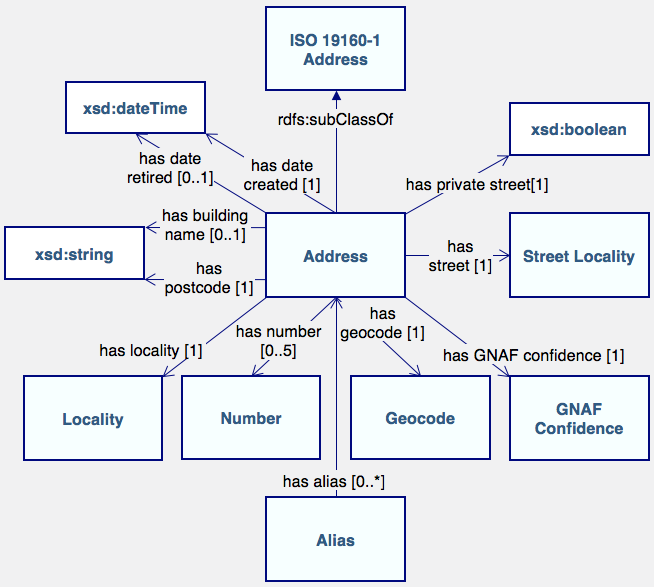 ISO 19160-1
Address
xsd:dateTime
rdfs:subClassOf
xsd:boolean
has date
retired [0..1]
has date
created [1]
has private street[1]
has building
name [0..1]
xsd:string
Address
has
street [1]
Street Locality
has
postcode [1]
has locality [1]
has number
[0..5]
has
geocode [1]
has GNAF confidence [1]
Locality
Number
Geocode
GNAF
Confidence
has alias [0..*]
Alias